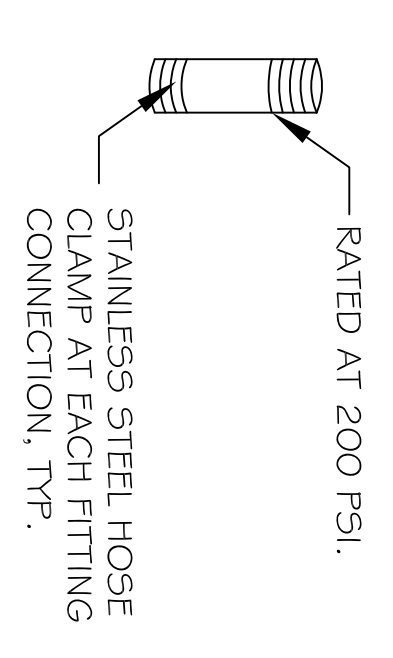 RATED AT 200 PSI.
STAINLESS STEEL HOSE
CLAMP AT EACH FITTING
CONNECTION, TYP.